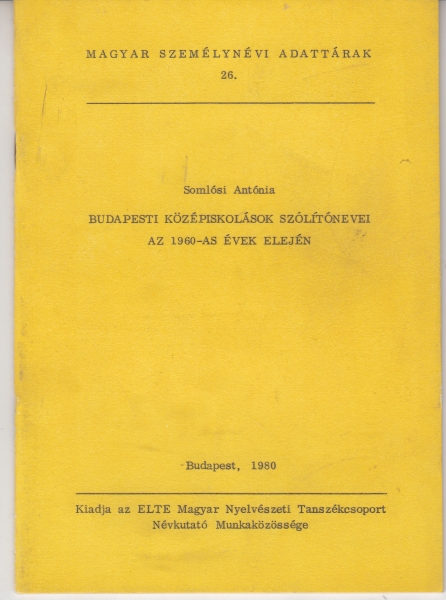 MAGYAR SZEMÉLYNÉVI ADATTÁRAK
26.
Somlósi Antónia
BUDAPESTI KÖZÉPISKOLÁSOK SZÓLÍTÓNEVEI
AZ 1960-AS ÉVEK ELEJÉN
Budapest, 1980
Kiadja az ELTE Magyar Nyelvészeti Tanszékcsoport
Névkutató Munkaközössége